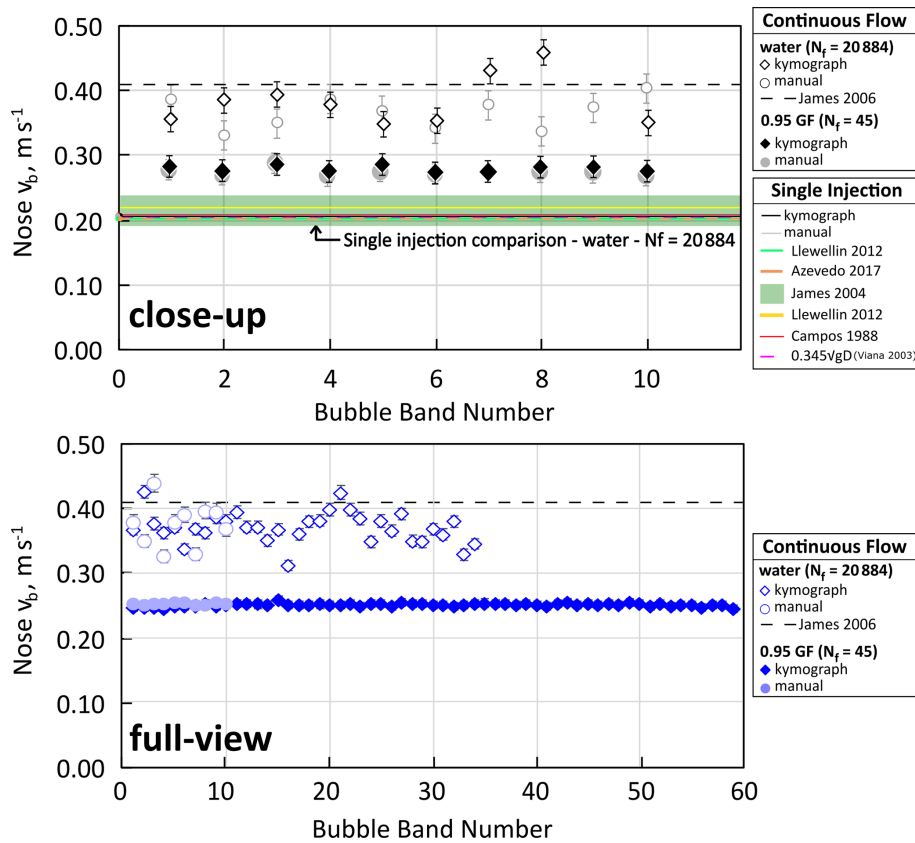 0.50
0.40
0.30
0.20
0.10
0.00
Nose v_b, m s⁻¹
Single injection comparison - water - Nf = 20 884
close-up
0 2 4 6 8 10
Bubble Band Number
Continuous Flow
water (N_f = 20 884)
kymograph
manual
James 2006
0.95 GF (N_f = 45)
kymograph
manual
Single Injection
kymograph
manual
Llewellin 2012
Azevedo 2017
James 2004
Llewellin 2012
Campos 1988
0.345√gD (Viana 2003)
0.50
0.40
0.30
0.20
0.10
0.00
Nose v_b, m s⁻¹
full-view
0 10 20 30 40 50 60
Bubble Band Number
Continuous Flow
water (N_f = 20 884)
kymograph
manual
James 2006
0.95 GF (N_f = 45)
kymograph
manual